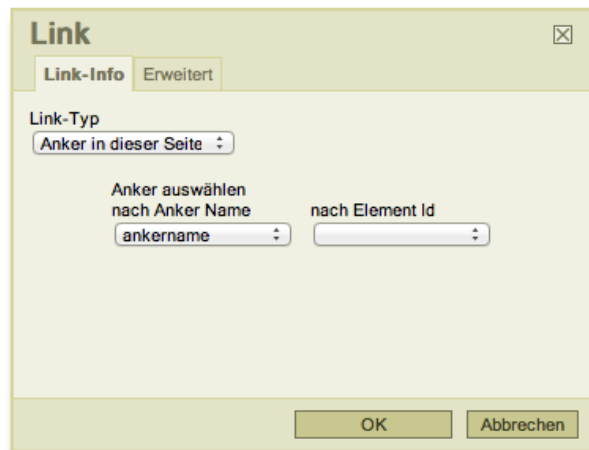 Link
Link-Info Erweitert
Link-Typ
Anker in dieser Seite
Anker auswählen
nach Anker Name nach Element Id
ankername
OK Abbrechen